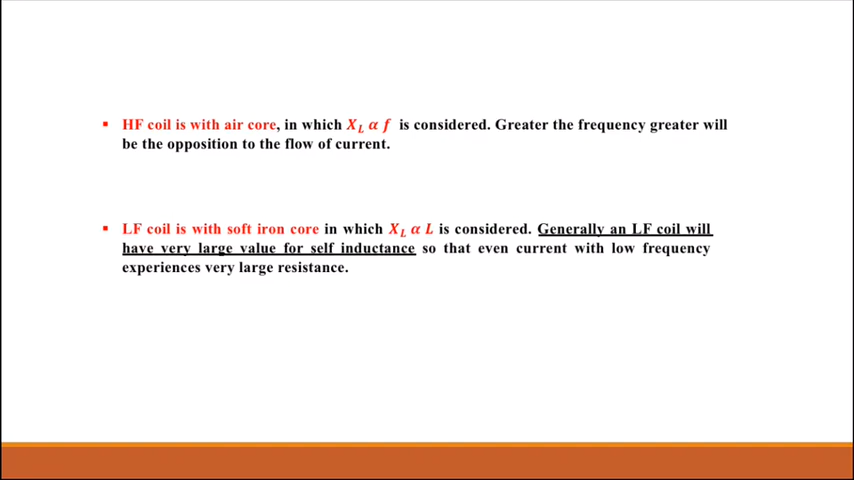 ▪ HF coil is with air core, in which X_L α f is considered. Greater the frequency greater will
be the opposition to the flow of current.
▪ LF coil is with soft iron core in which X_L α L is considered. Generally an LF coil will
have very large value for self inductance so that even current with low frequency
experiences very large resistance.